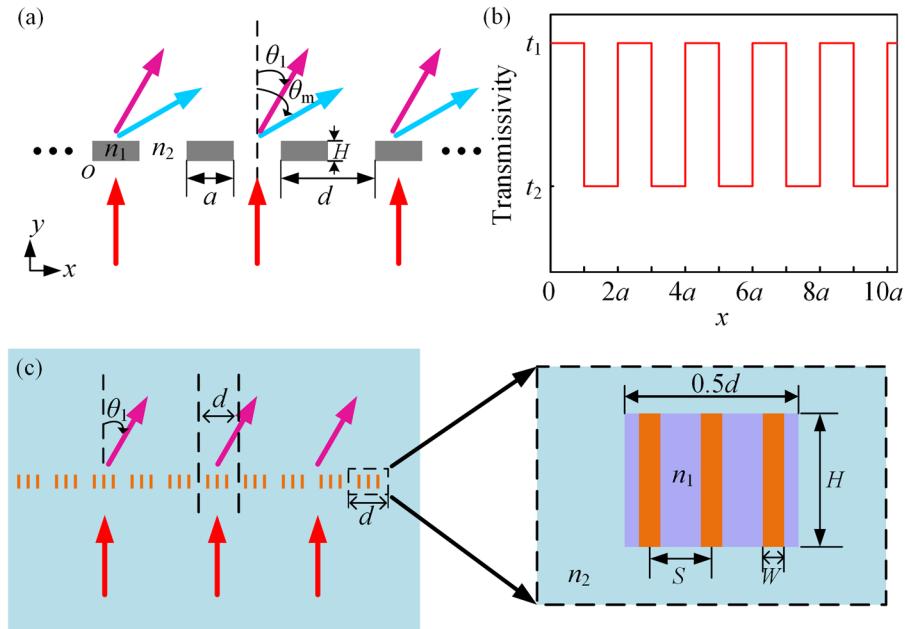 (a)
θ₁
θₘ
n₁
n₂
H
o
a
d
y
x
(b)
Transmissivity
t₁
t₂
0
2a
4a
6a
8a
10a
x
(c)
θ₁
d
d
0.5d
n₁
H
S
W
n₂